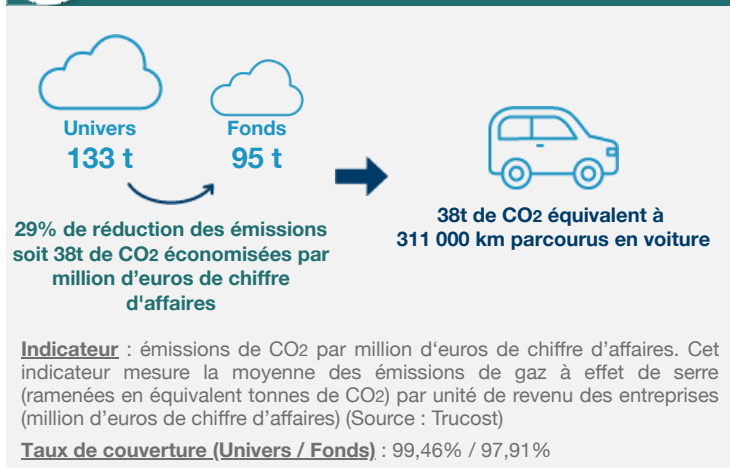 Univers
Fonds
133 t
95 t
29% de réduction des émissions
soit 38t de CO2 économisées par
million d’euros de chiffre
d'affaires
38t de CO2 équivalent à
311 000 km parcourus en voiture
Indicateur : émissions de CO2 par million d‘euros de chiffre d’affaires. Cet
indicateur mesure la moyenne des émissions de gaz à effet de serre
(ramenées en équivalent tonnes de CO2) par unité de revenu des entreprises
(million d’euros de chiffre d’affaires) (Source : Trucost)
Taux de couverture (Univers / Fonds) : 99,46% / 97,91%